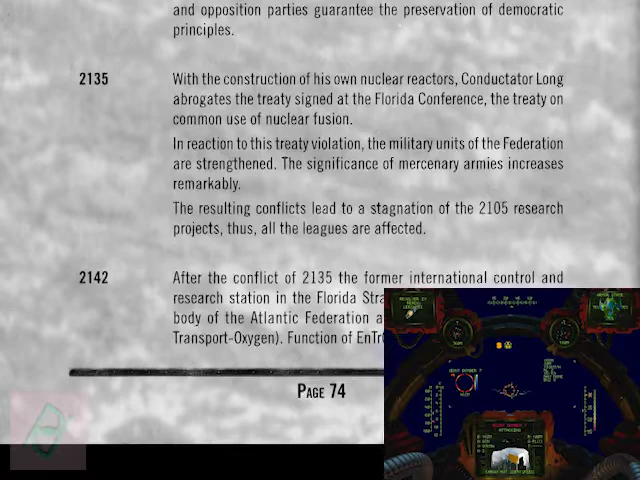 and opposition parties guarantee the preservation of democratic
principles.
2135 With the construction of his own nuclear reactors, Conductator Long
abrogates the treaty signed at the Florida Conference, the treaty on
common use of nuclear fusion.
In reaction to this treaty violation, the military units of the Federation
are strengthened. The significance of mercenary armies increases
remarkably.
The resulting conflicts lead to a stagnation of the 2105 research
projects, thus, all the leagues are affected.
2142 After the conflict of 2135 the former international control and
research station in the Florida
body of the Atlantic Federation
Transport-Oxygen). Function of
PAGE 74
ATTACKING